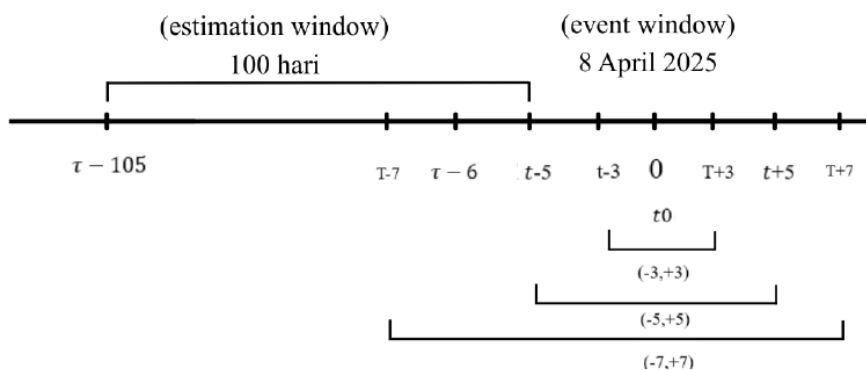 (estimation window) (event window)
100 hari 8 April 2025
τ − 105 T-7 τ − 6 t-5 t-3 0 T+3 t+5 T+7
t0
(-3,+3)
(-5,+5)
(-7,+7)